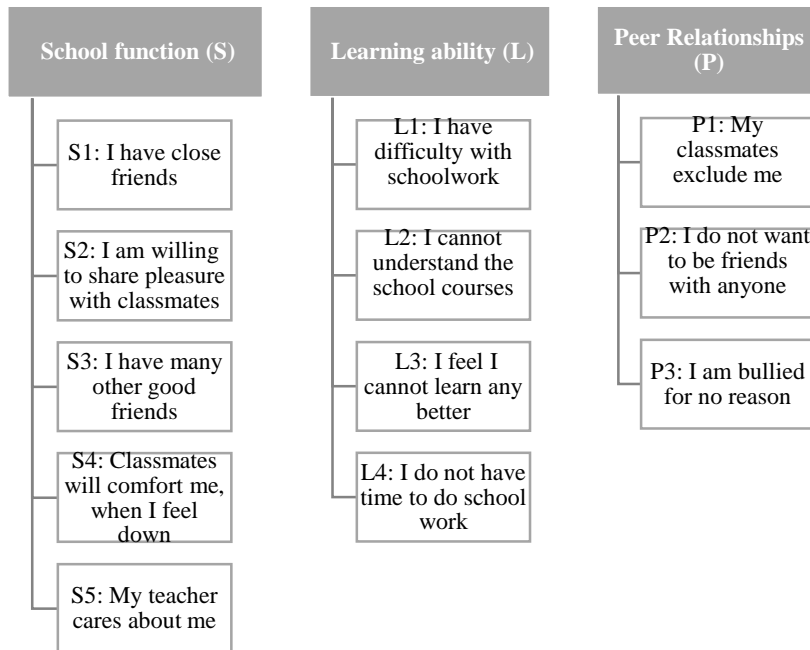 School function (S)
S1: I have close
friends
S2: I am willing
to share pleasure
with classmates
S3: I have many
other good
friends
S4: Classmates
will comfort me,
when I feel
down
S5: My teacher
cares about me
Learning ability (L)
L1: I have
difficulty with
schoolwork
L2: I cannot
understand the
school courses
L3: I feel I
cannot learn any
better
L4: I do not have
time to do school
work
Peer Relationships
(P)
P1: My
classmates
exclude me
P2: I do not want
to be friends
with anyone
P3: I am bullied
for no reason